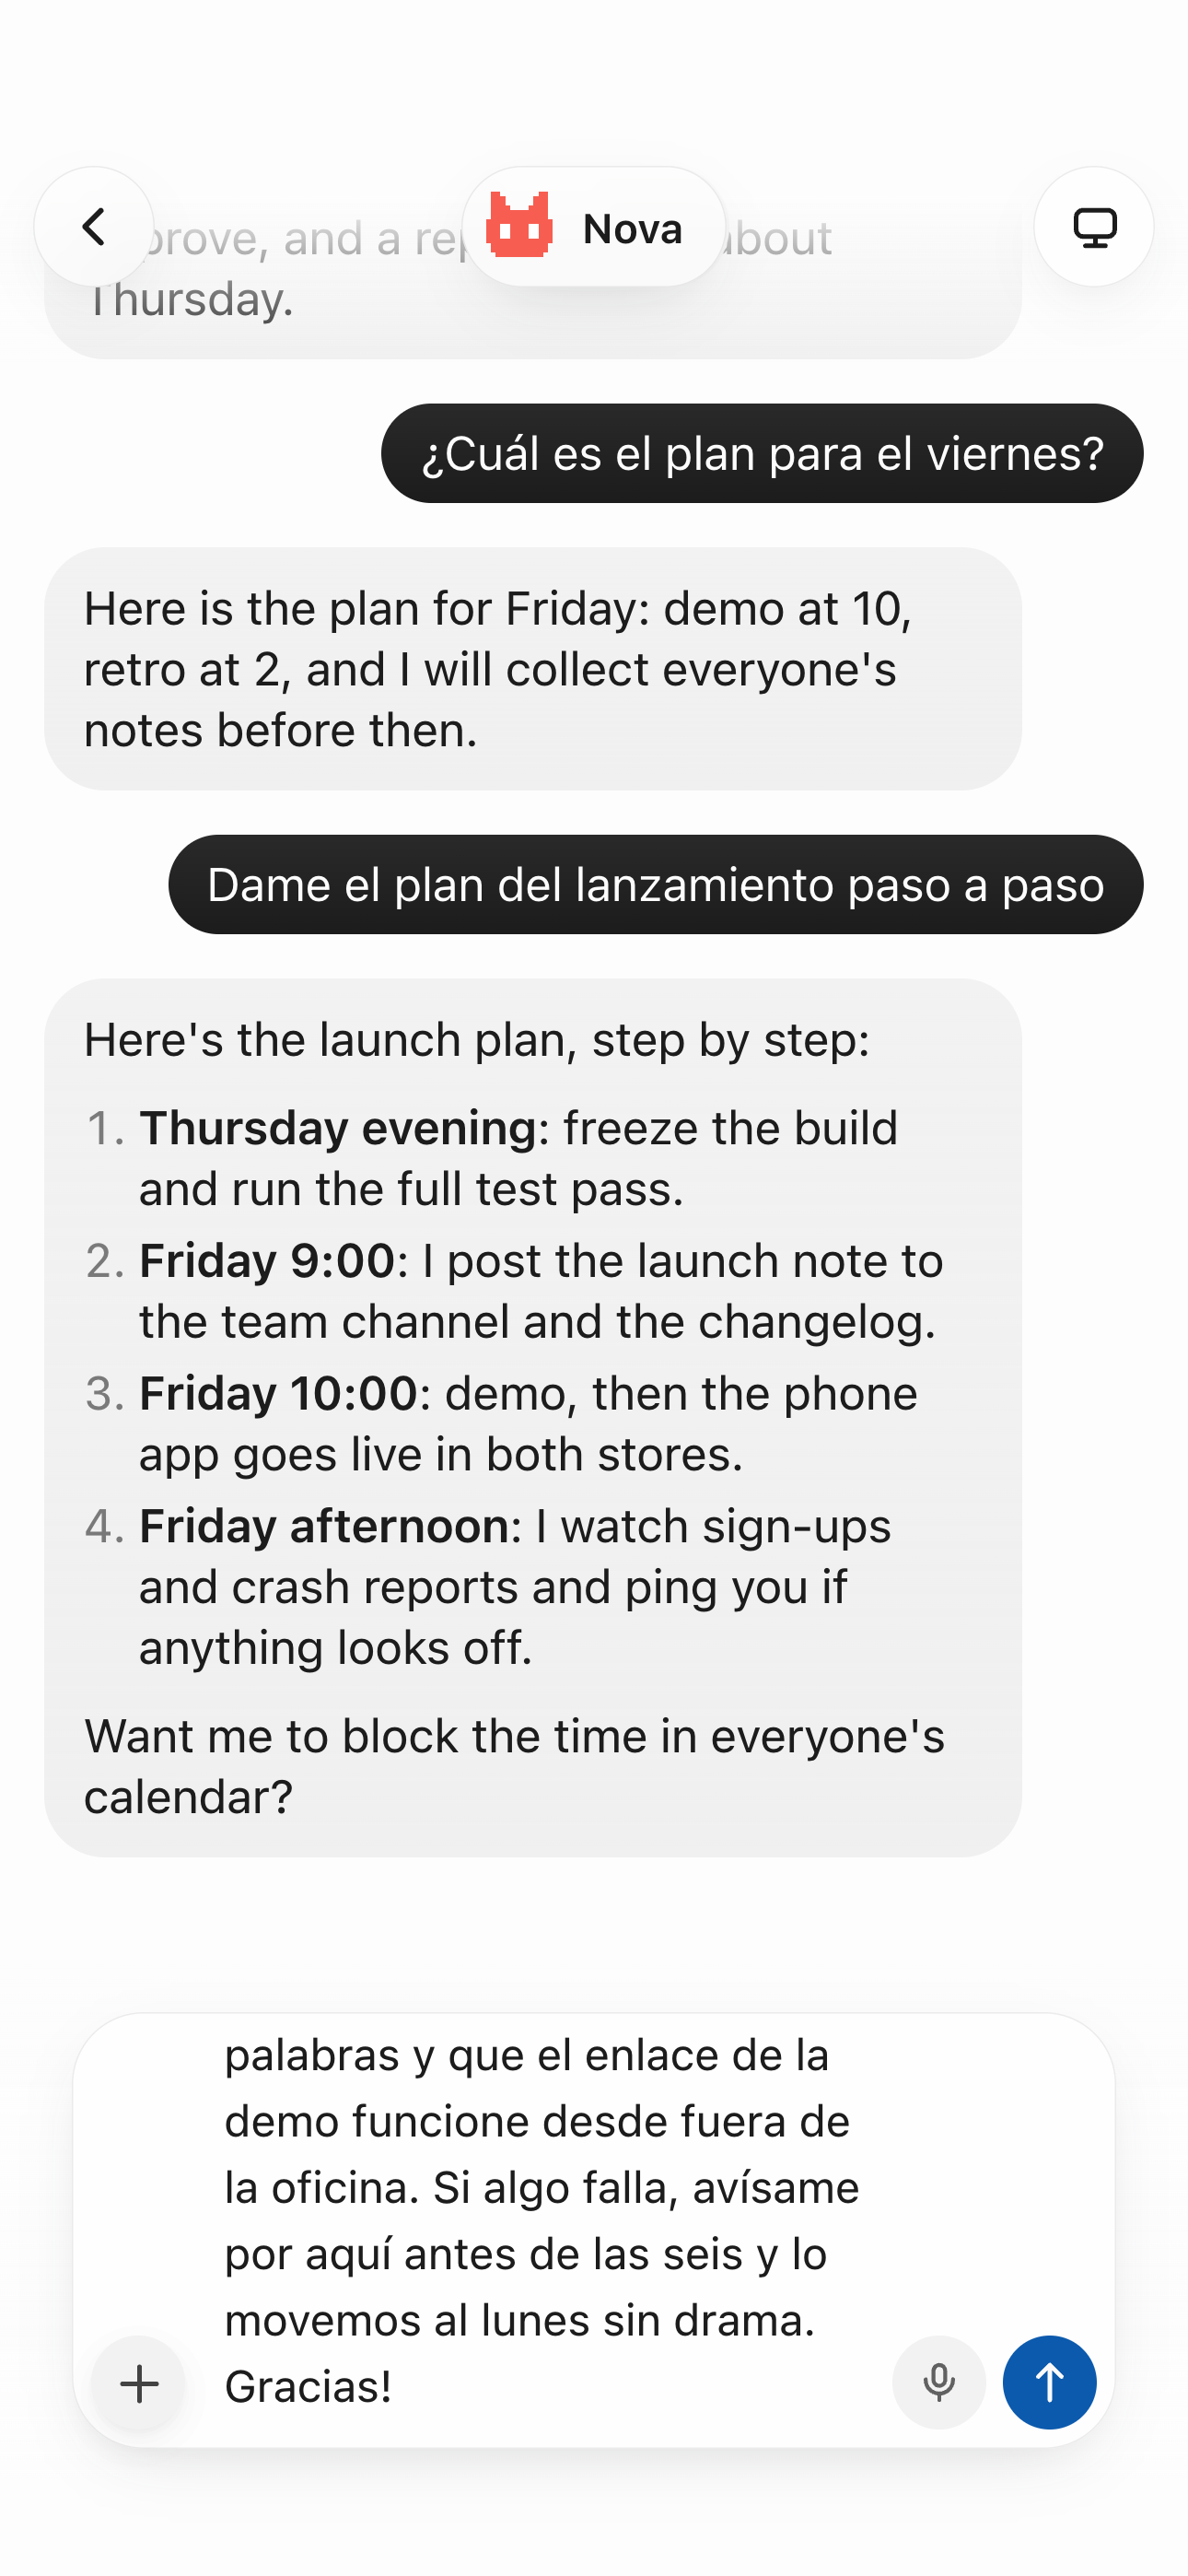 Nova
prove, and a rep
bout
Thursday.
¿Cuál es el plan para el viernes?
Here is the plan for Friday: demo at 10,
retro at 2, and I will collect everyone's
notes before then.
Dame el plan del lanzamiento paso a paso
Here's the launch plan, step by step:
1. Thursday evening: freeze the build
and run the full test pass.
2. Friday 9:00: I post the launch note to
the team channel and the changelog.
3. Friday 10:00: demo, then the phone
app goes live in both stores.
4. Friday afternoon: I watch sign-ups
and crash reports and ping you if
anything looks off.
Want me to block the time in everyone's
calendar?
palabras y que el enlace de la
demo funcione desde fuera de
la oficina. Si algo falla, avísame
por aquí antes de las seis y lo
movemos al lunes sin drama.
Gracias!